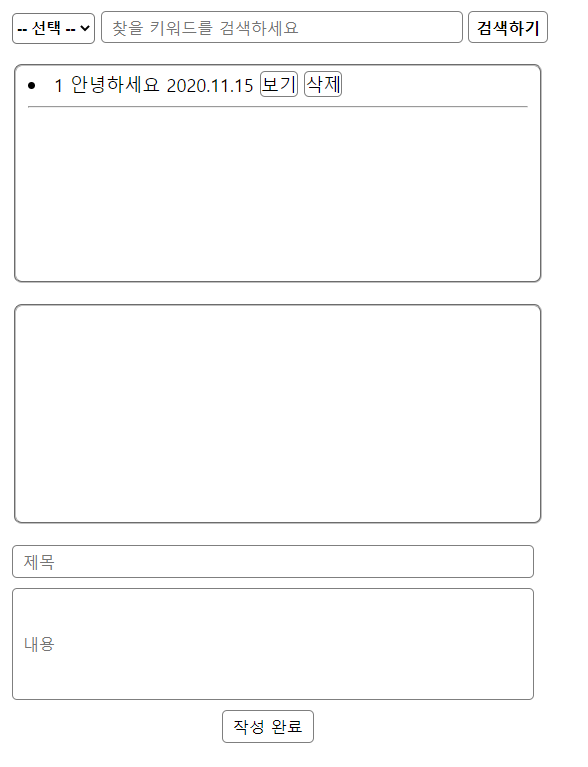 -- 선택 -- 찾을 키워드를 검색하세요 검색하기
1 안녕하세요 2020.11.15 보기 삭제
제목
내용
작성 완료